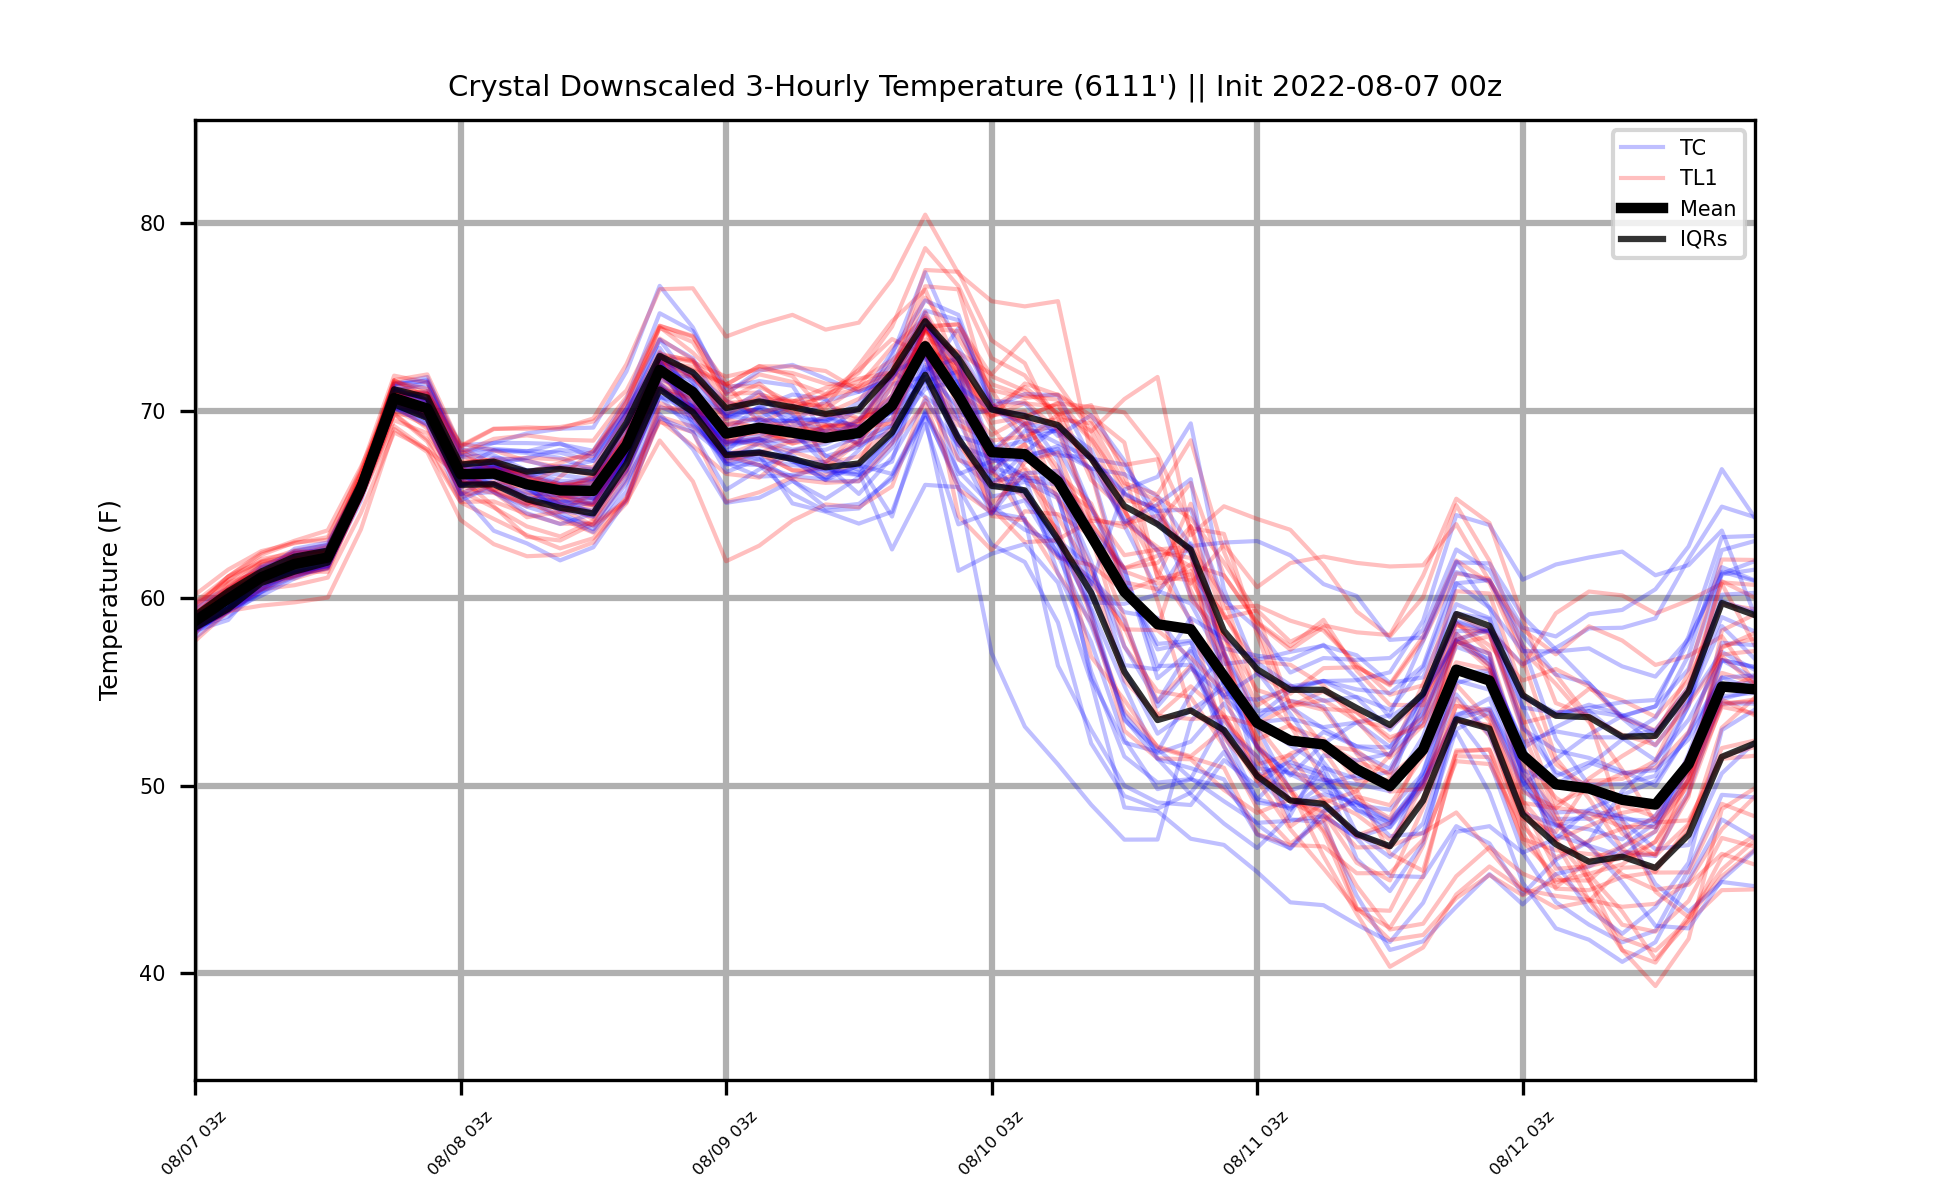 Crystal Downscaled 3-Hourly Temperature (6111') || Init 2022-08-07 00z
TC
TL1
Mean
IQRs
Temperature (F)
80
70
60
50
40
08/07 03z
08/08 03z
08/09 03z
08/10 03z
08/11 03z
08/12 03z